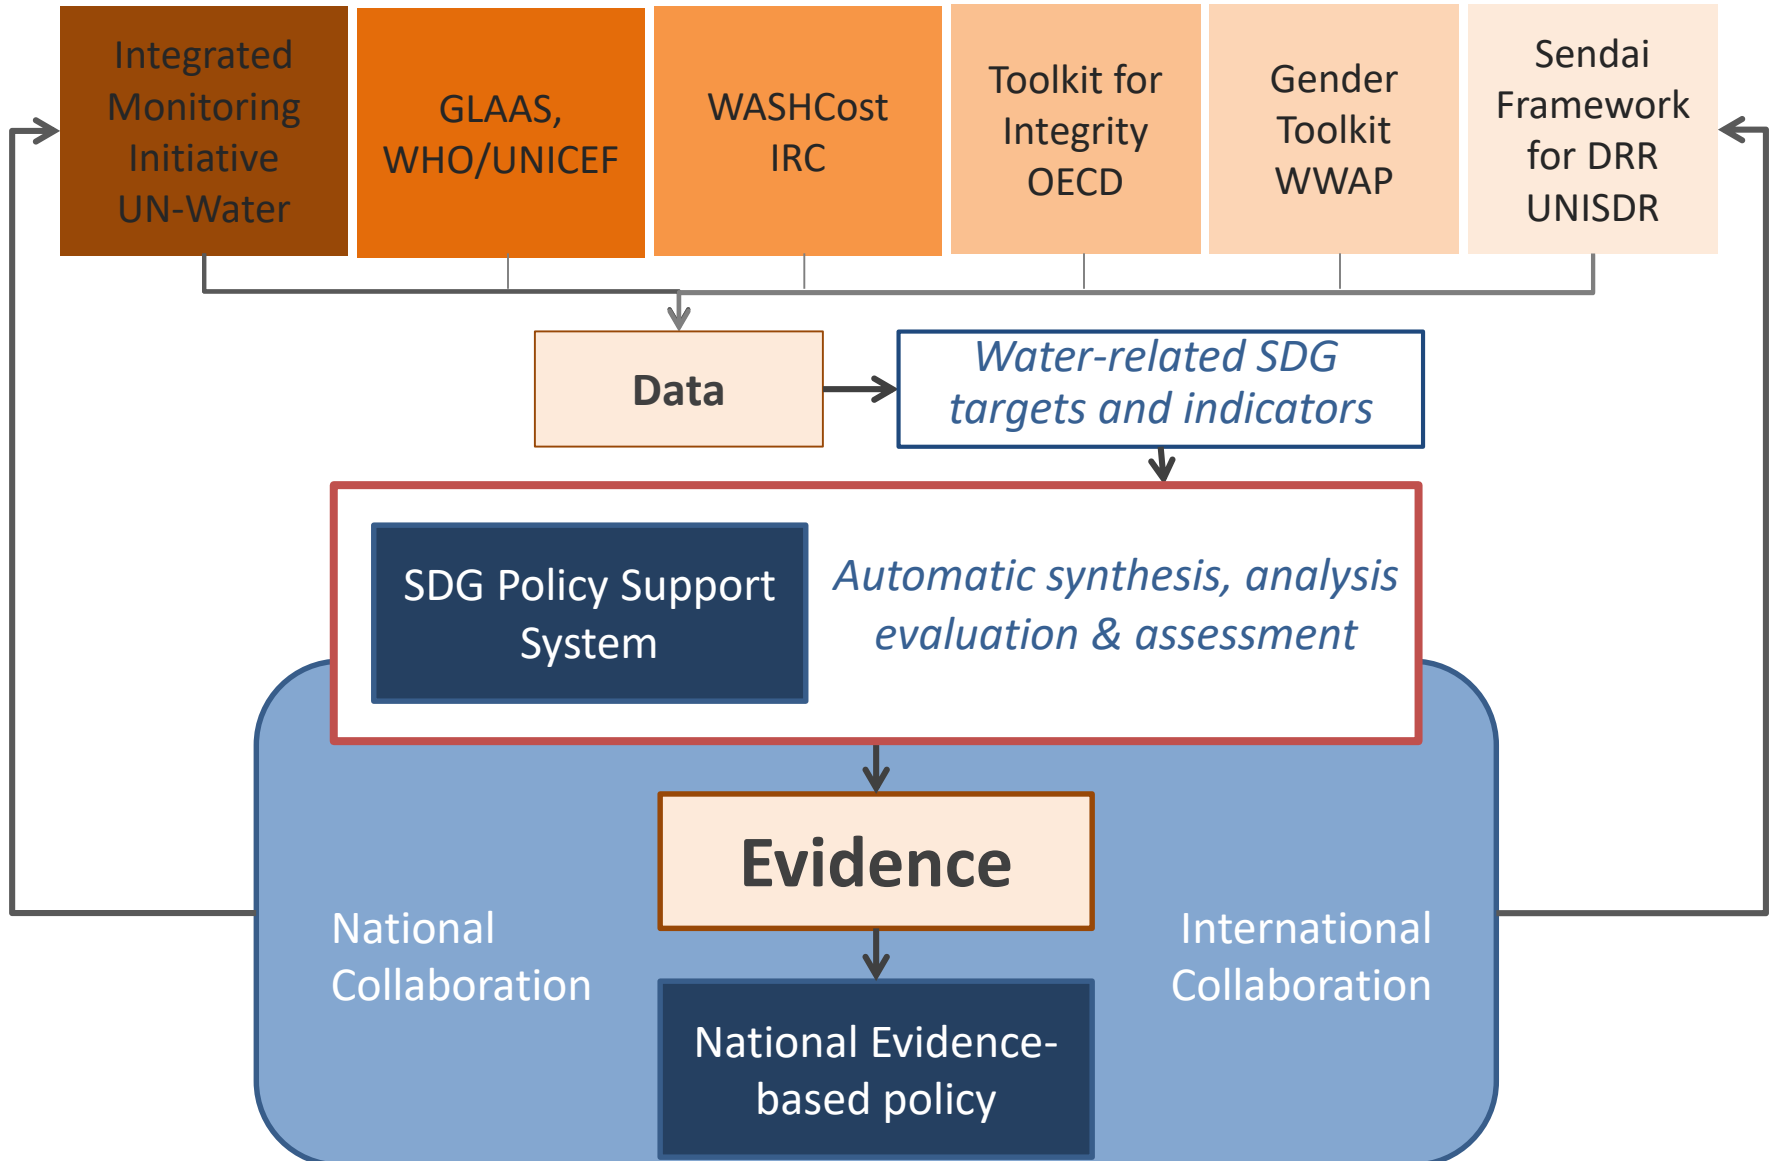 Integrated
Monitoring
Initiative
UN-Water
GLAAS,
WHO/UNICEF
WASHCost
IRC
Toolkit for
Integrity
OECD
Gender
Toolkit
WWAP
Sendai
Framework
for DRR
UNISDR
Data
Water-related SDG
targets and indicators
SDG Policy Support
System
Automatic synthesis, analysis
evaluation & assessment
Evidence
National
Collaboration
International
Collaboration
National Evidence-
based policy